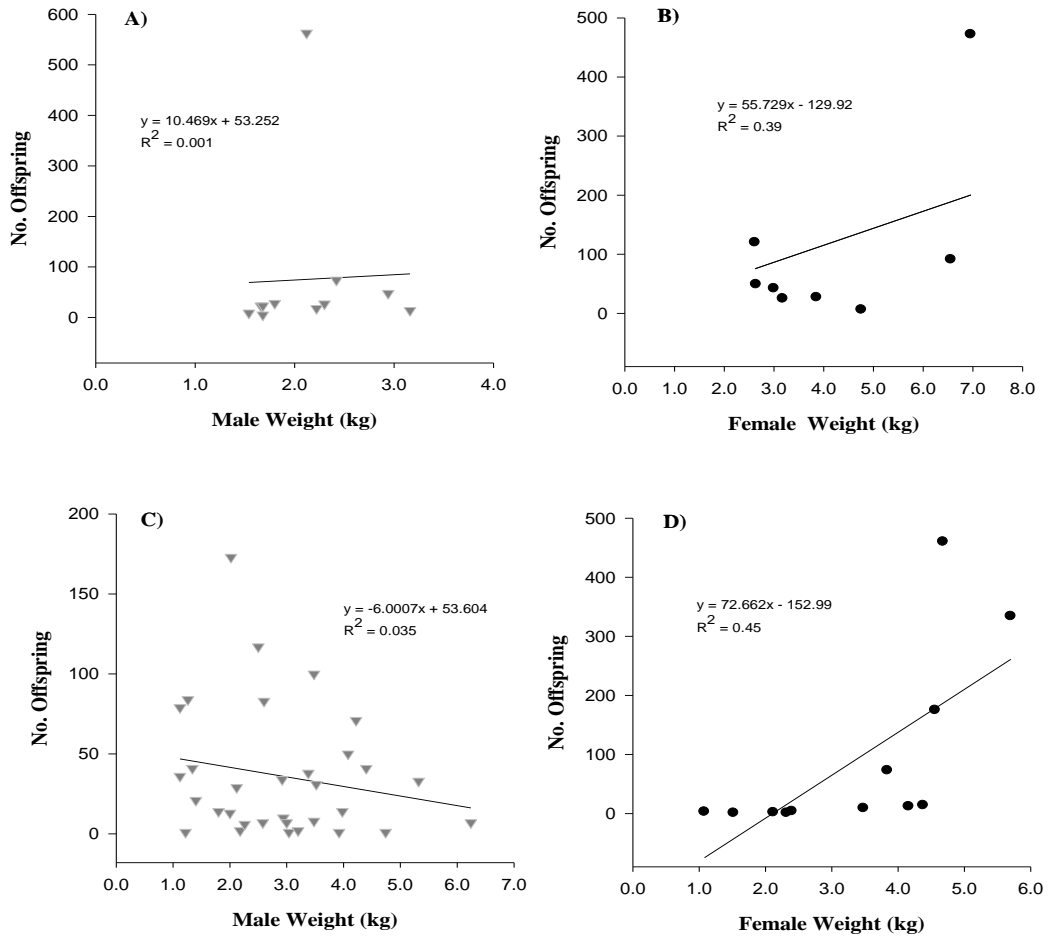 A)
No. Offspring
600
500
400
300
200
100
0
y = 10.469x + 53.252
R2 = 0.001
0.0 1.0 2.0 3.0 4.0
Male Weight (kg)
B)
No. Offspring
500
400
300
200
100
0
y = 55.729x - 129.92
R2 = 0.39
0.0 1.0 2.0 3.0 4.0 5.0 6.0 7.0 8.0
Female Weight (kg)
C)
No. Offspring
200
150
100
50
0
y = -6.0007x + 53.604
R2 = 0.035
0.0 1.0 2.0 3.0 4.0 5.0 6.0 7.0
Male Weight (kg)
D)
No. Offspring
500
400
300
200
100
0
y = 72.662x - 152.99
R2 = 0.45
0.0 1.0 2.0 3.0 4.0 5.0 6.0
Female Weight (kg)